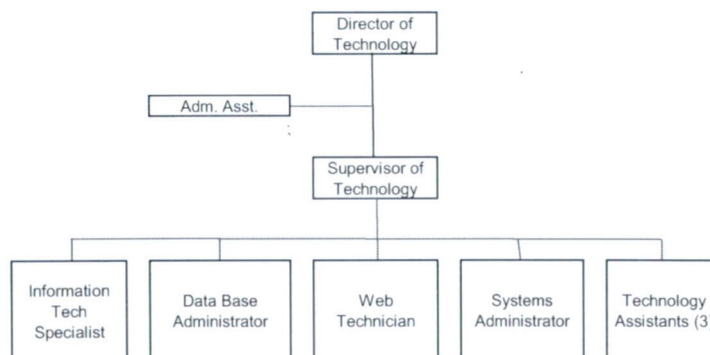 Director of
Technology
Adm. Asst.
Supervisor of
Technology
Information
Tech
Specialist
Data Base
Administrator
Web
Technician
Systems
Administrator
Technology
Assistants (3)